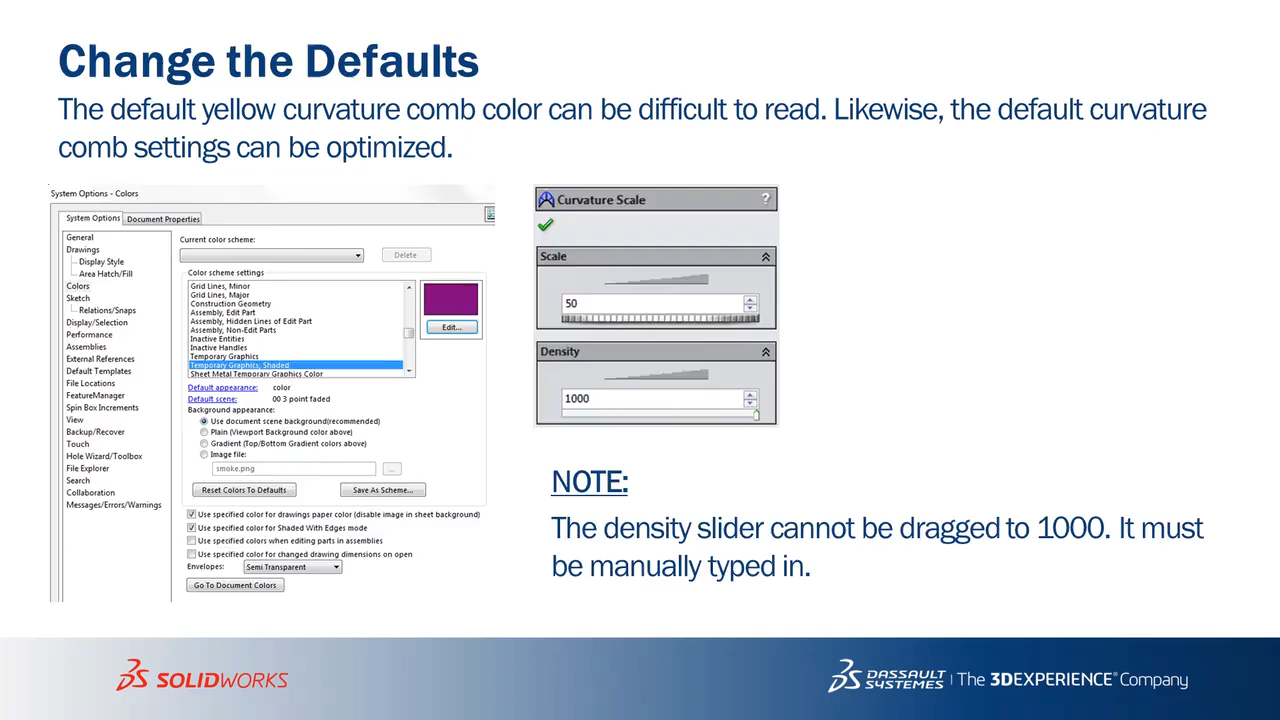 Change the Defaults
The default yellow curvature comb color can be difficult to read. Likewise, the default curvature
comb settings can be optimized.
System Options - Colors
System Options
Document Properties
General
Drawings
Display Style
Area Hatch/Fill
Colors
Sketch
Relations/Snaps
Display/Selection
Performance
Assemblies
External References
Default Templates
File Locations
FeatureManager
Spin Box Increments
View
Backup/Recover
Touch
Hole Wizard/Toolbox
File Explorer
Search
Collaboration
Messages/Errors/Warnings
Current color scheme:
Delete
Color scheme settings
Grid Lines, Minor
Grid Lines, Major
Construction Geometry
Assembly, Edit Part
Assembly, Hidden Lines of Edit Part
Assembly, Non-Edit Parts
Inactive Entities
Inactive Handles
Temporary Graphics
Temporary Graphics, Shaded
Sheet Metal Temporary Graphics Color
Edit...
Default appearance: color
Default scene: 00 3 point faded
Background appearance:
Use document scene background(recommended)
Plain (Viewport Background color above)
Gradient (Top/Bottom Gradient colors above)
Image file:
smoke.png
...
Reset Colors To Defaults
Save As Scheme...
Use specified color for drawings paper color (disable image in sheet background)
Use specified color for Shaded With Edges mode
Use specified colors when editing parts in assemblies
Use specified color for changed drawing dimensions on open
Envelopes: Semi Transparent
Go To Document Colors
Curvature Scale ?
Scale
50
Density
1000
NOTE:
The density slider cannot be dragged to 1000. It must
be manually typed in.
SOLIDWORKS
DASSAULT SYSTEMES | The 3DEXPERIENCE® Company